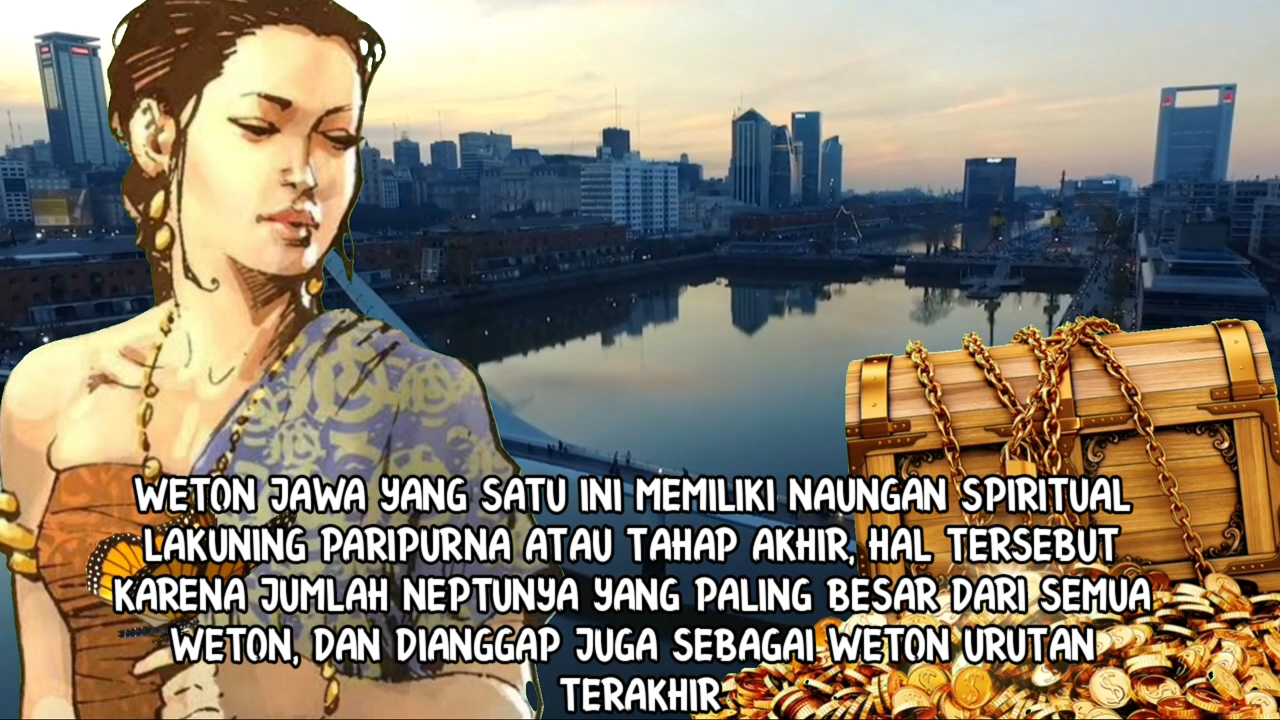 WETON JAWA YANG SATU INI MEMILIKI NAUNGAN SPIRITUAL
LAKUNING PARIPURNA ATAU TAHAP AKHIR, HAL TERSEBUT
KARENA JUMLAH NEPTUNYA YANG PALING BESAR DARI SEMUA
WETON, DAN DIANGGAP JUGA SEBAGAI WETON URUTAN
TERAKHIR